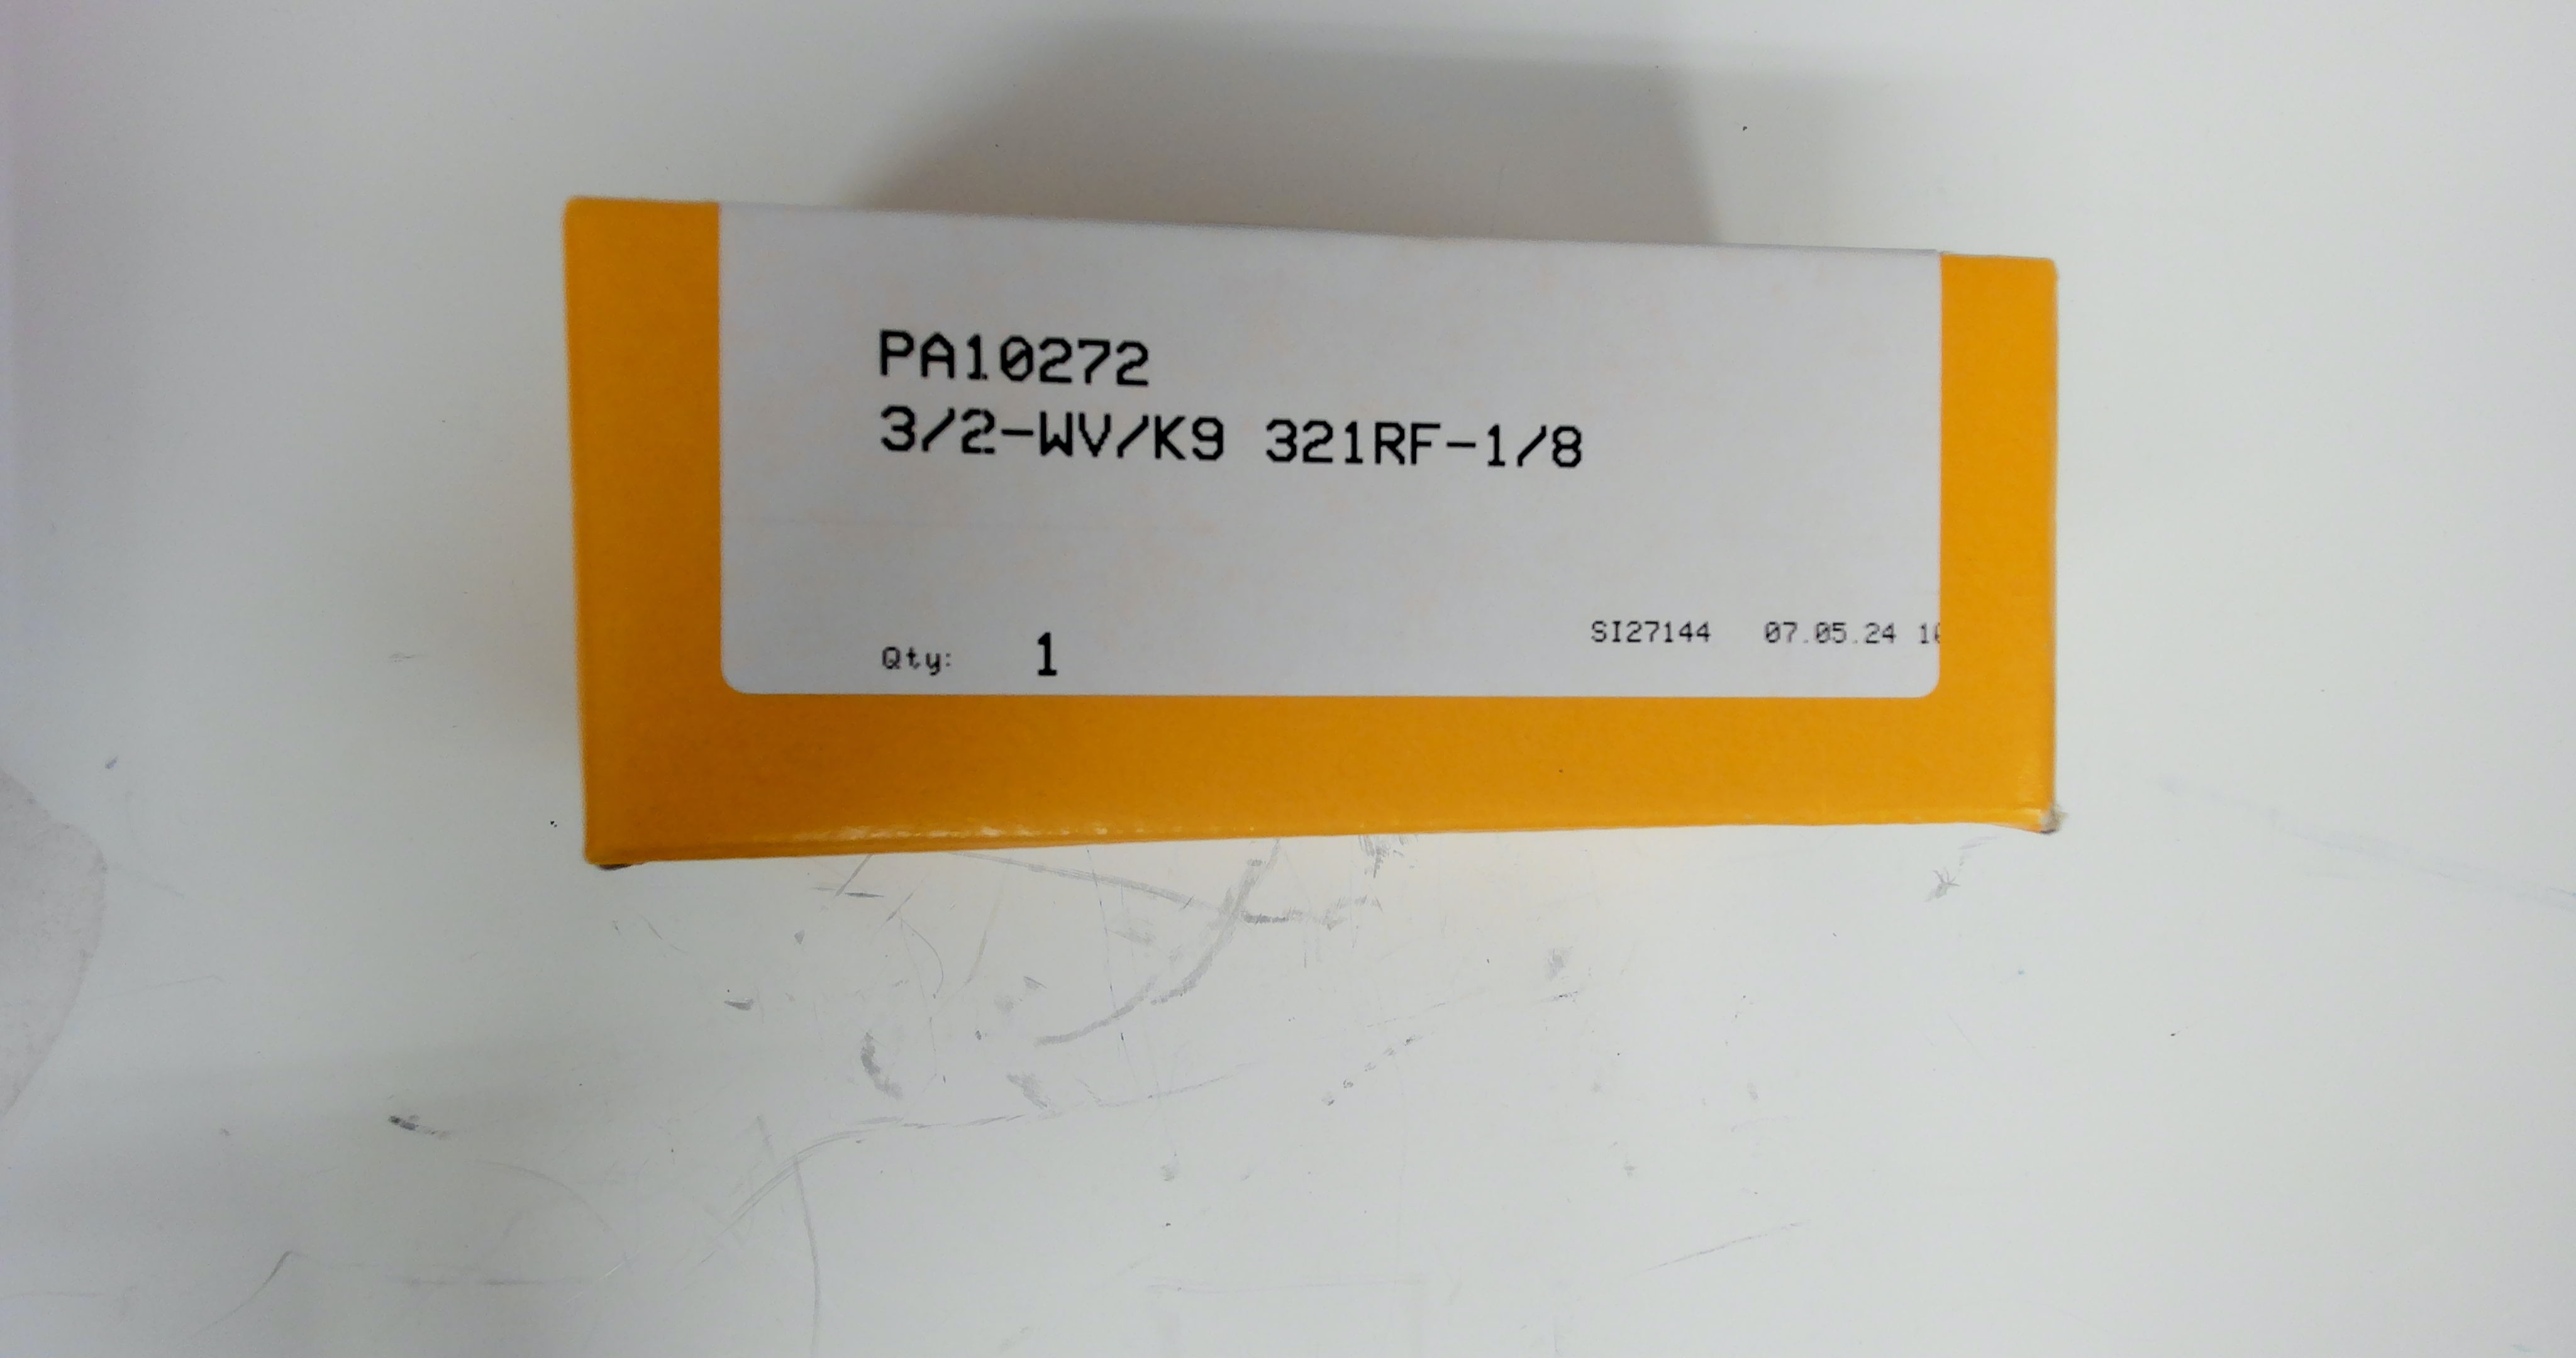 PA10272
3/2-WV/K9 321RF-1/8
SI27144 07.05.24
Qty: 1